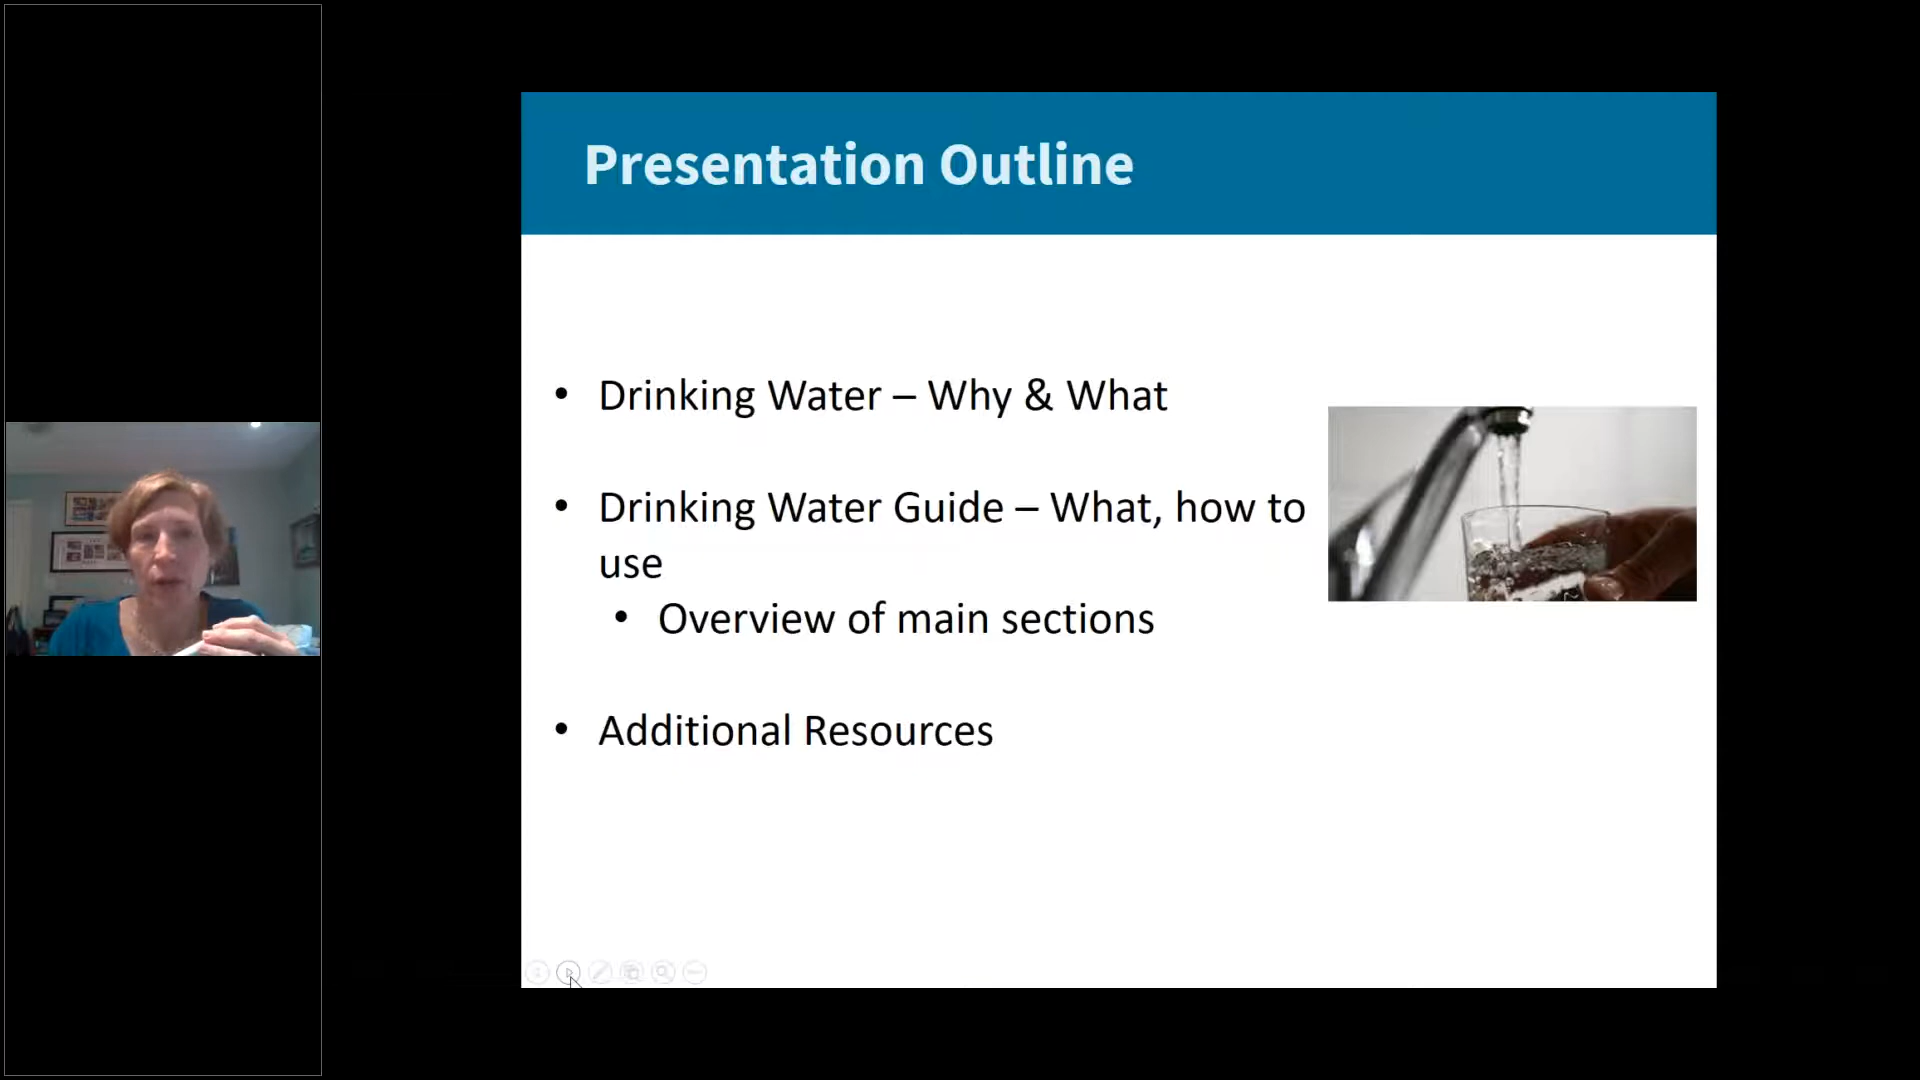 Presentation Outline
• Drinking Water – Why & What
• Drinking Water Guide – What, how to
use
• Overview of main sections
• Additional Resources